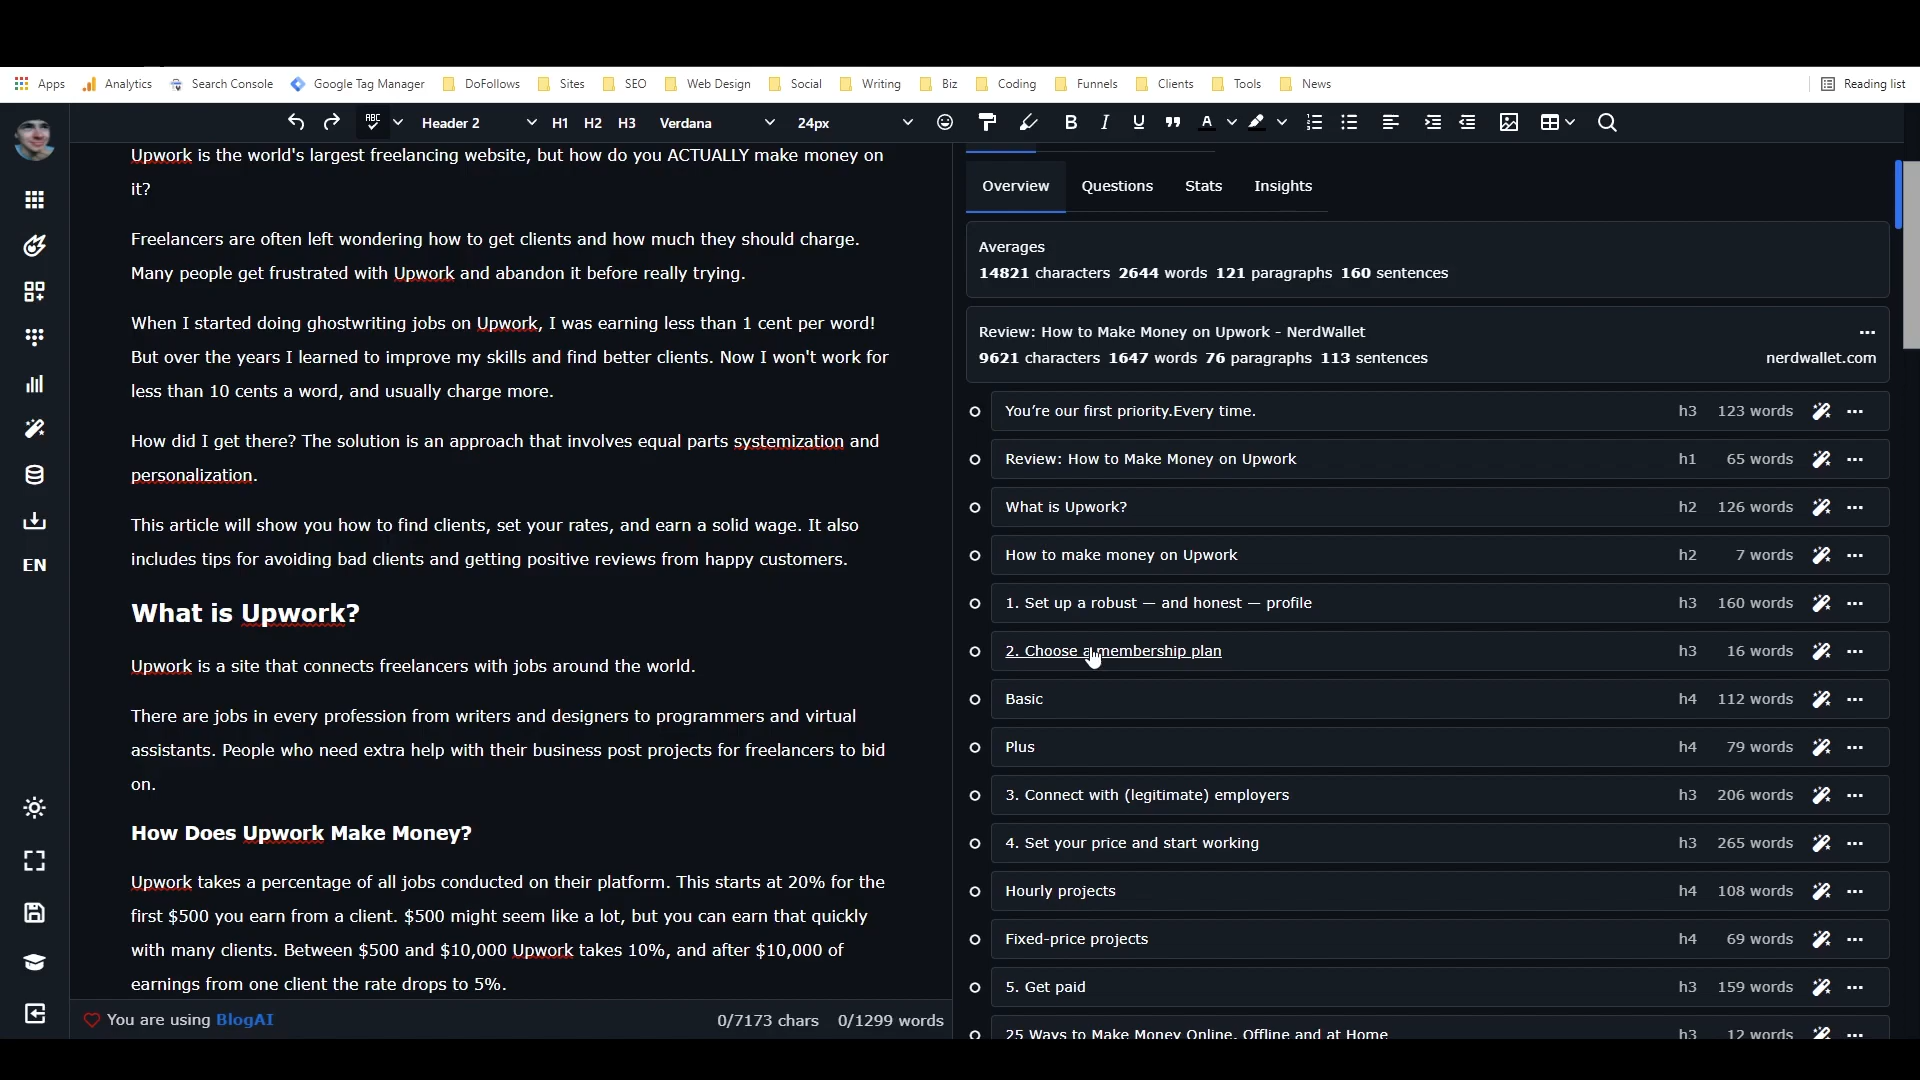 Apps Analytics Search Console Google Tag Manager DoFollows Sites SEO Web Design Social Writing Biz Coding Funnels Clients Tools News Reading list
ABC Header 2 H1 H2 H3 Verdana 24px B I U A
Upwork is the world's largest freelancing website, but how do you ACTUALLY make money on
it?
Freelancers are often left wondering how to get clients and how much they should charge.
Many people get frustrated with Upwork and abandon it before really trying.
When I started doing ghostwriting jobs on Upwork, I was earning less than 1 cent per word!
But over the years I learned to improve my skills and find better clients. Now I won't work for
less than 10 cents a word, and usually charge more.
How did I get there? The solution is an approach that involves equal parts systemization and
personalization.
This article will show you how to find clients, set your rates, and earn a solid wage. It also
includes tips for avoiding bad clients and getting positive reviews from happy customers.
What is Upwork?
Upwork is a site that connects freelancers with jobs around the world.
There are jobs in every profession from writers and designers to programmers and virtual
assistants. People who need extra help with their business post projects for freelancers to bid
on.
How Does Upwork Make Money?
Upwork takes a percentage of all jobs conducted on their platform. This starts at 20% for the
first $500 you earn from a client. $500 might seem like a lot, but you can earn that quickly
with many clients. Between $500 and $10,000 Upwork takes 10%, and after $10,000 of
earnings from one client the rate drops to 5%.
You are using BlogAI 0/7173 chars 0/1299 words
EN
Overview Questions Stats Insights
Averages
14821 characters 2644 words 121 paragraphs 160 sentences
Review: How to Make Money on Upwork - NerdWallet
9621 characters 1647 words 76 paragraphs 113 sentences nerdwallet.com
You're our first priority.Every time. h3 123 words
Review: How to Make Money on Upwork h1 65 words
What is Upwork? h2 126 words
How to make money on Upwork h2 7 words
1. Set up a robust — and honest — profile h3 160 words
2. Choose a membership plan h3 16 words
Basic h4 112 words
Plus h4 79 words
3. Connect with (legitimate) employers h3 206 words
4. Set your price and start working h3 265 words
Hourly projects h4 108 words
Fixed-price projects h4 69 words
5. Get paid h3 159 words
25 Ways to Make Money Online, Offline and at Home h3 12 words